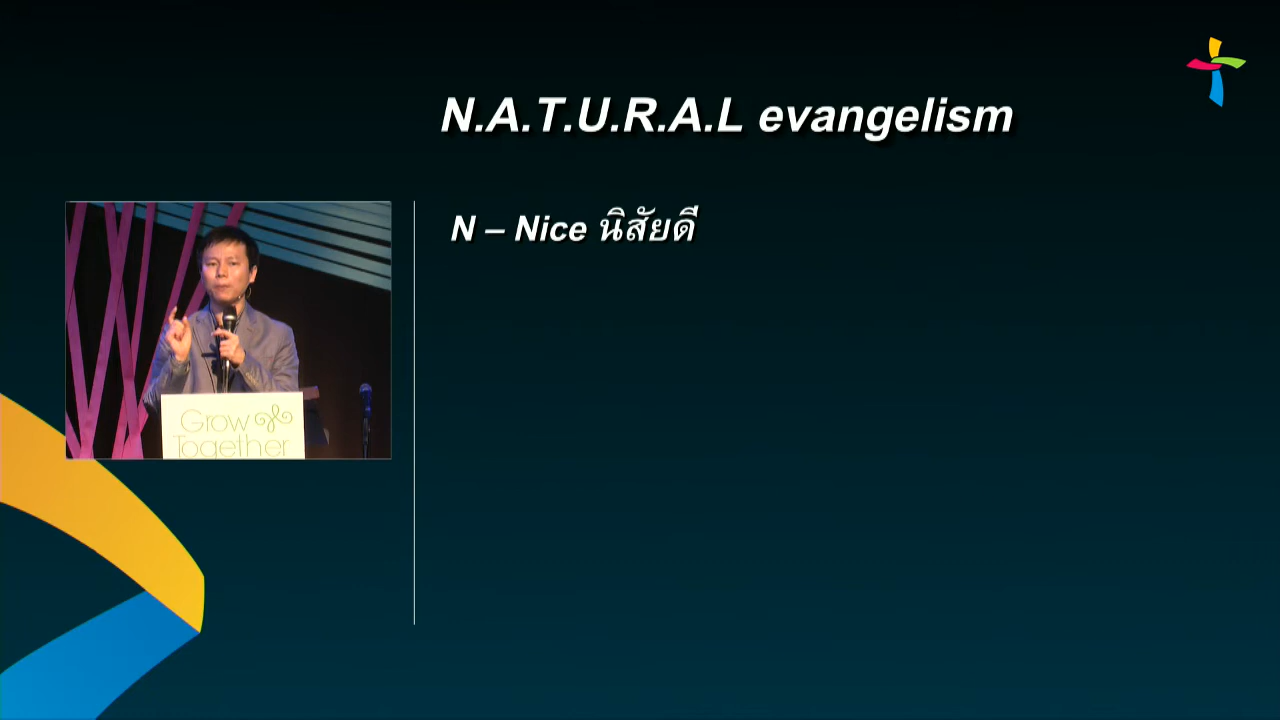 N.A.T.U.R.A.L evangelism
N – Nice นิสัยดี
Grow
Together